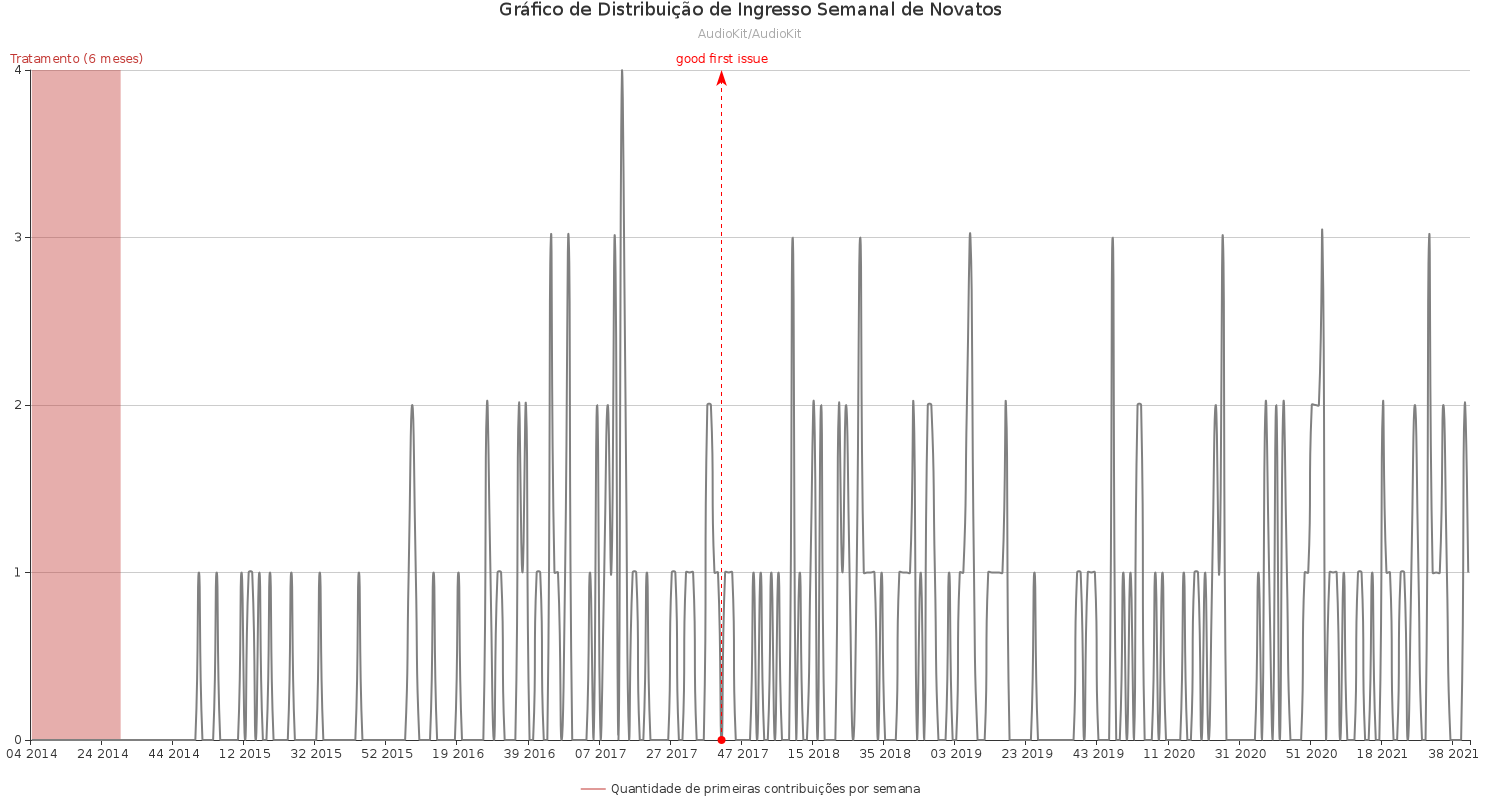 Gráfico de Distribuição de Ingresso Semanal de Novatos
AudioKit/AudioKit
Tratamento (6 meses)
good first issue
4
3
2
1
0
04 2014 24 2014 44 2014 12 2015 32 2015 52 2015 19 2016 39 2016 07 2017 27 2017 47 2017 15 2018 35 2018 03 2019 23 2019 43 2019 11 2020 31 2020 51 2020 18 2021 38 2021
Quantidade de primeiras contribuições por semana